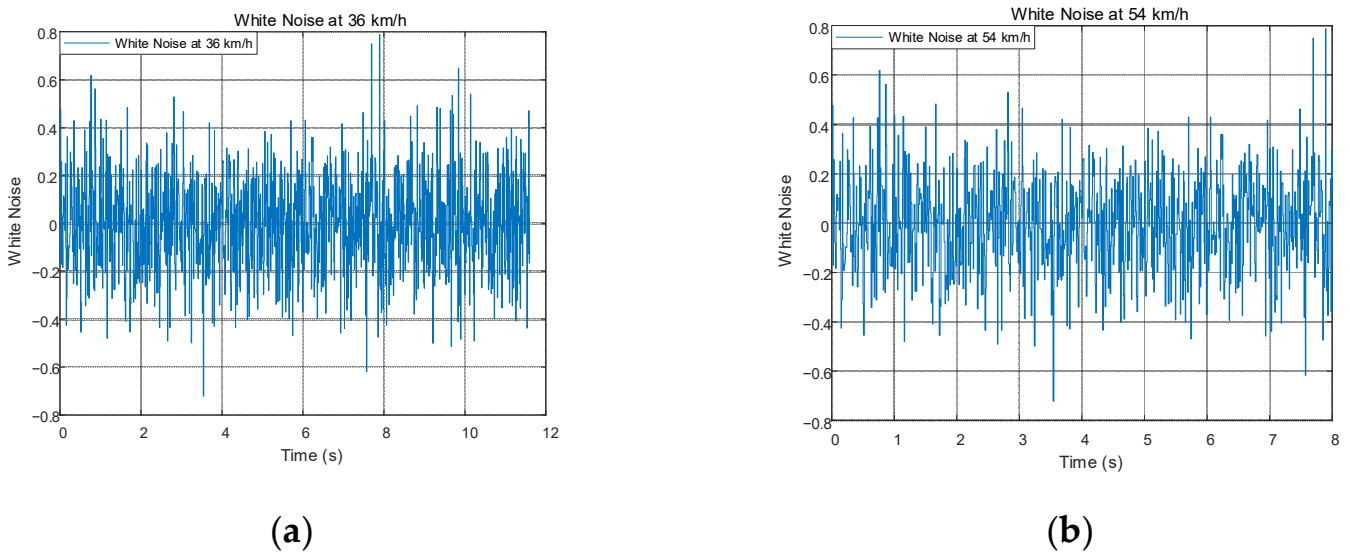 White Noise at 36 km/h
White Noise at 36 km/h
0.8
0.6
0.4
0.2
0
−0.2
−0.4
−0.6
−0.8
White Noise
0 2 4 6 8 10 12
Time (s)
(a)
White Noise at 54 km/h
White Noise at 54 km/h
0.8
0.6
0.4
0.2
0
−0.2
−0.4
−0.6
−0.8
White Noise
0 1 2 3 4 5 6 7 8
Time (s)
(b)